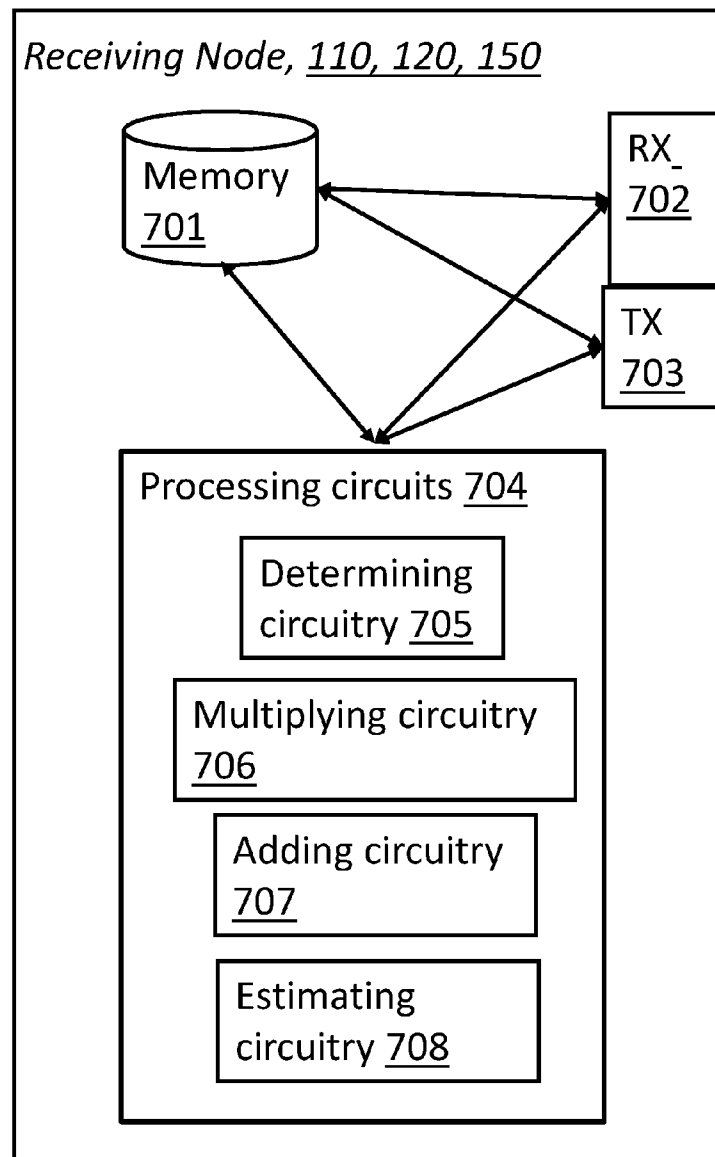 Receiving Node, 110, 120, 150
Memory
701
RX_
702
TX
703
Processing circuits 704
Determining
circuitry 705
Multiplying circuitry
706
Adding circuitry
707
Estimating
circuitry 708